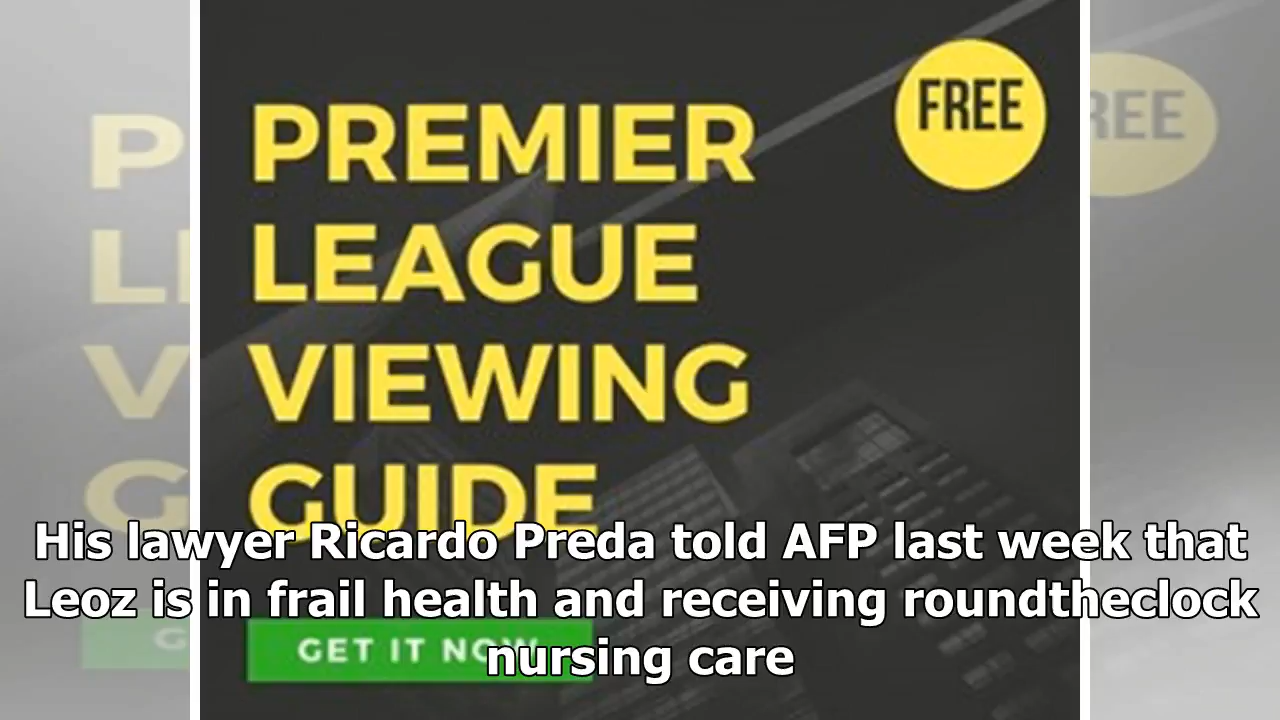 PREMIER
LEAGUE
VIEWING
GUIDE
FREE
GET IT NOW
His lawyer Ricardo Preda told AFP last week that
Leoz is in frail health and receiving roundtheclock
nursing care